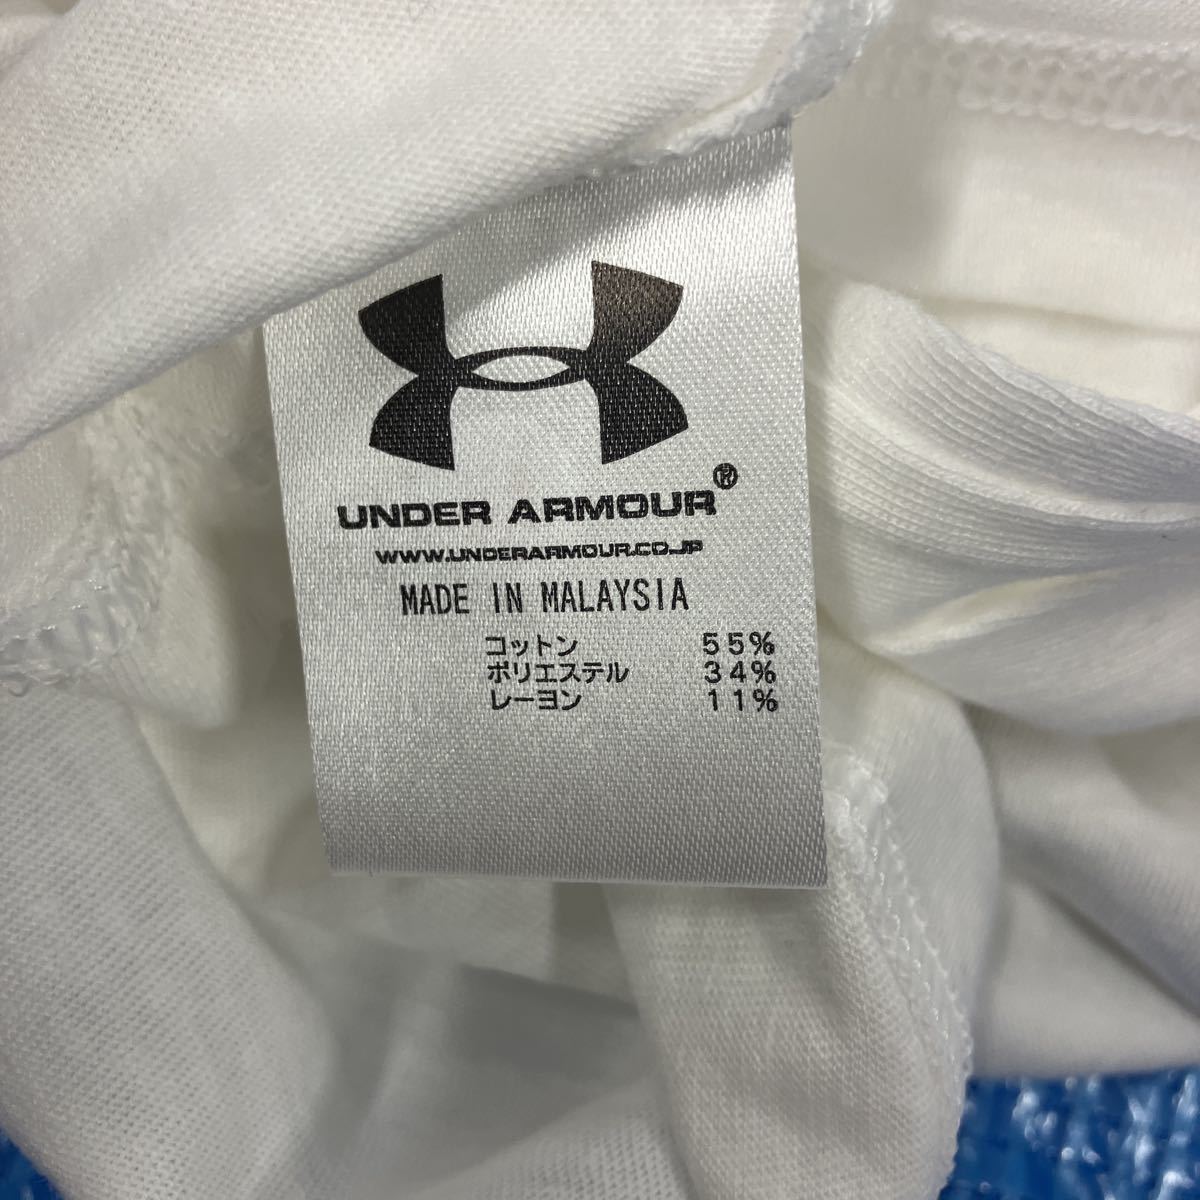 UNDER ARMOUR®
WWW.UNDERARMOUR.CO.JP
MADE IN MALAYSIA
コットン 55%
ポリエステル 34%
レーヨン 11%